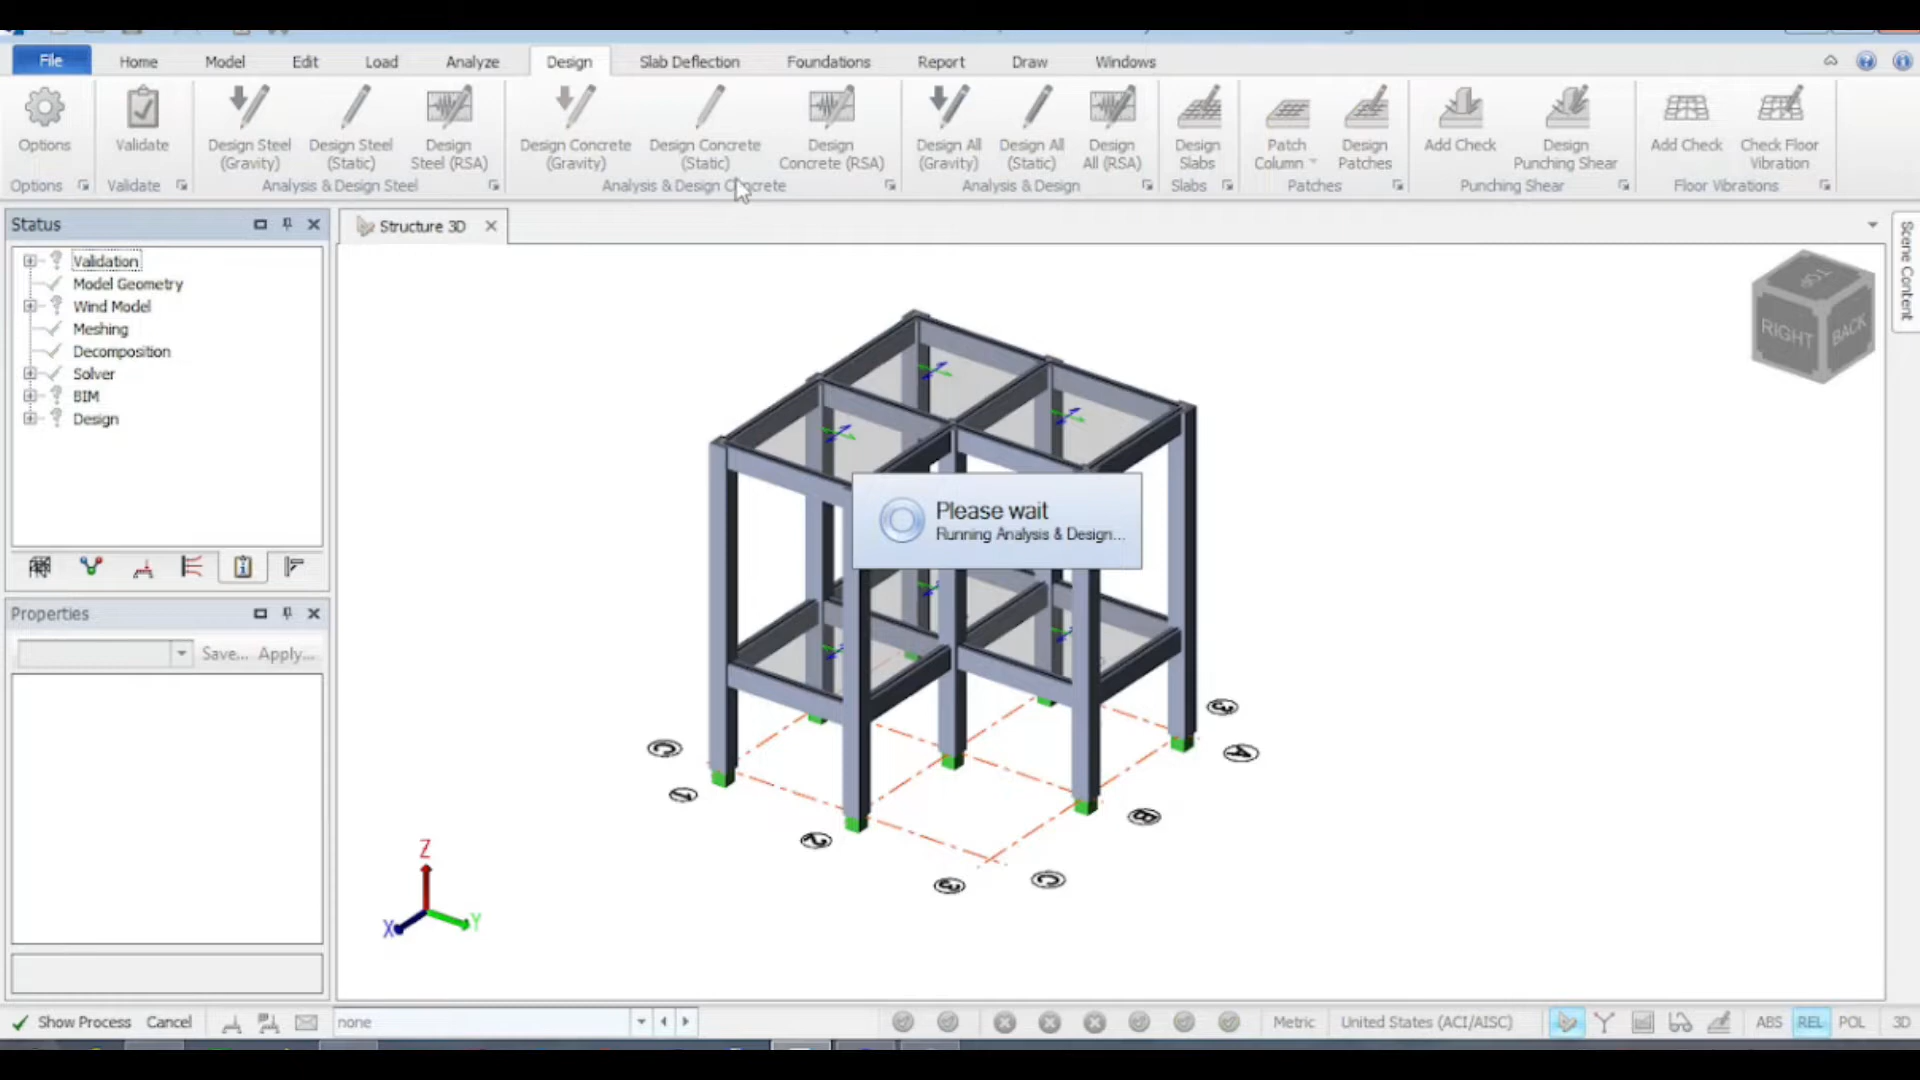 File Home Model Edit Load Analyze Design Slab Deflection Foundations Report Draw Windows
Options Validate Design Steel (Gravity) Design Steel (Static) Design Steel (RSA) Design Concrete (Gravity) Design Concrete (Static) Design Concrete (RSA) Design All (Gravity) Design All (Static) Design All (RSA) Design Slabs Patch Column Design Patches Add Check Design Punching Shear Add Check Check Floor Vibration
Options Validate Analysis & Design Steel Analysis & Design Concrete Analysis & Design Slabs Patches Punching Shear Floor Vibrations
Status
Structure 3D
Scene Content
Validation
Model Geometry
Wind Model
Meshing
Decomposition
Solver
BIM
Design
TOP
RIGHT BACK
Please wait
Running Analysis & Design...
Properties
Save... Apply...
3
C
A
1
B
2
3 C
Z
X Y
Show Process Cancel none Metric United States (ACI/AISC) ABS REL POL 3D